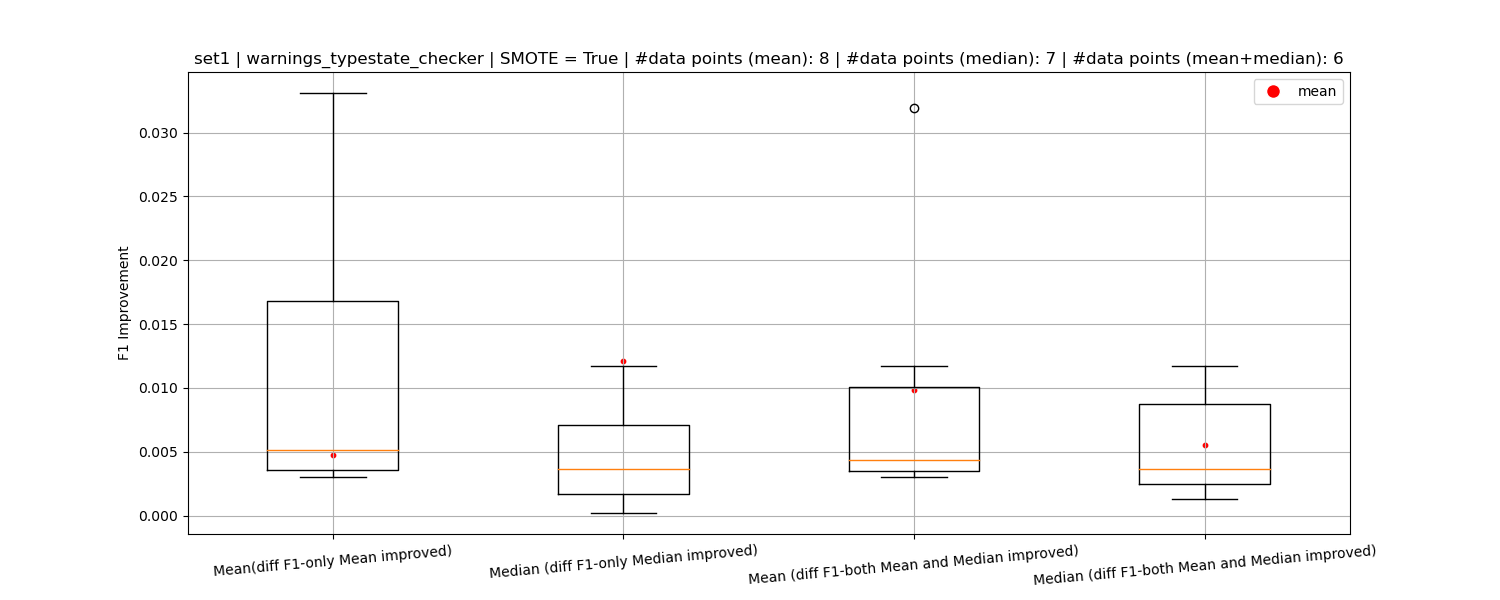 set1 | warnings_typestate_checker | SMOTE = True | #data points (mean): 8 | #data points (median): 7 | #data points (mean+median): 6
mean
0.030
0.025
0.020
0.015
0.010
0.005
0.000
F1 Improvement
Mean(diff F1-only Mean improved)
Median (diff F1-only Median improved)
Mean (diff F1-both Mean and Median improved)
Median (diff F1-both Mean and Median improved)